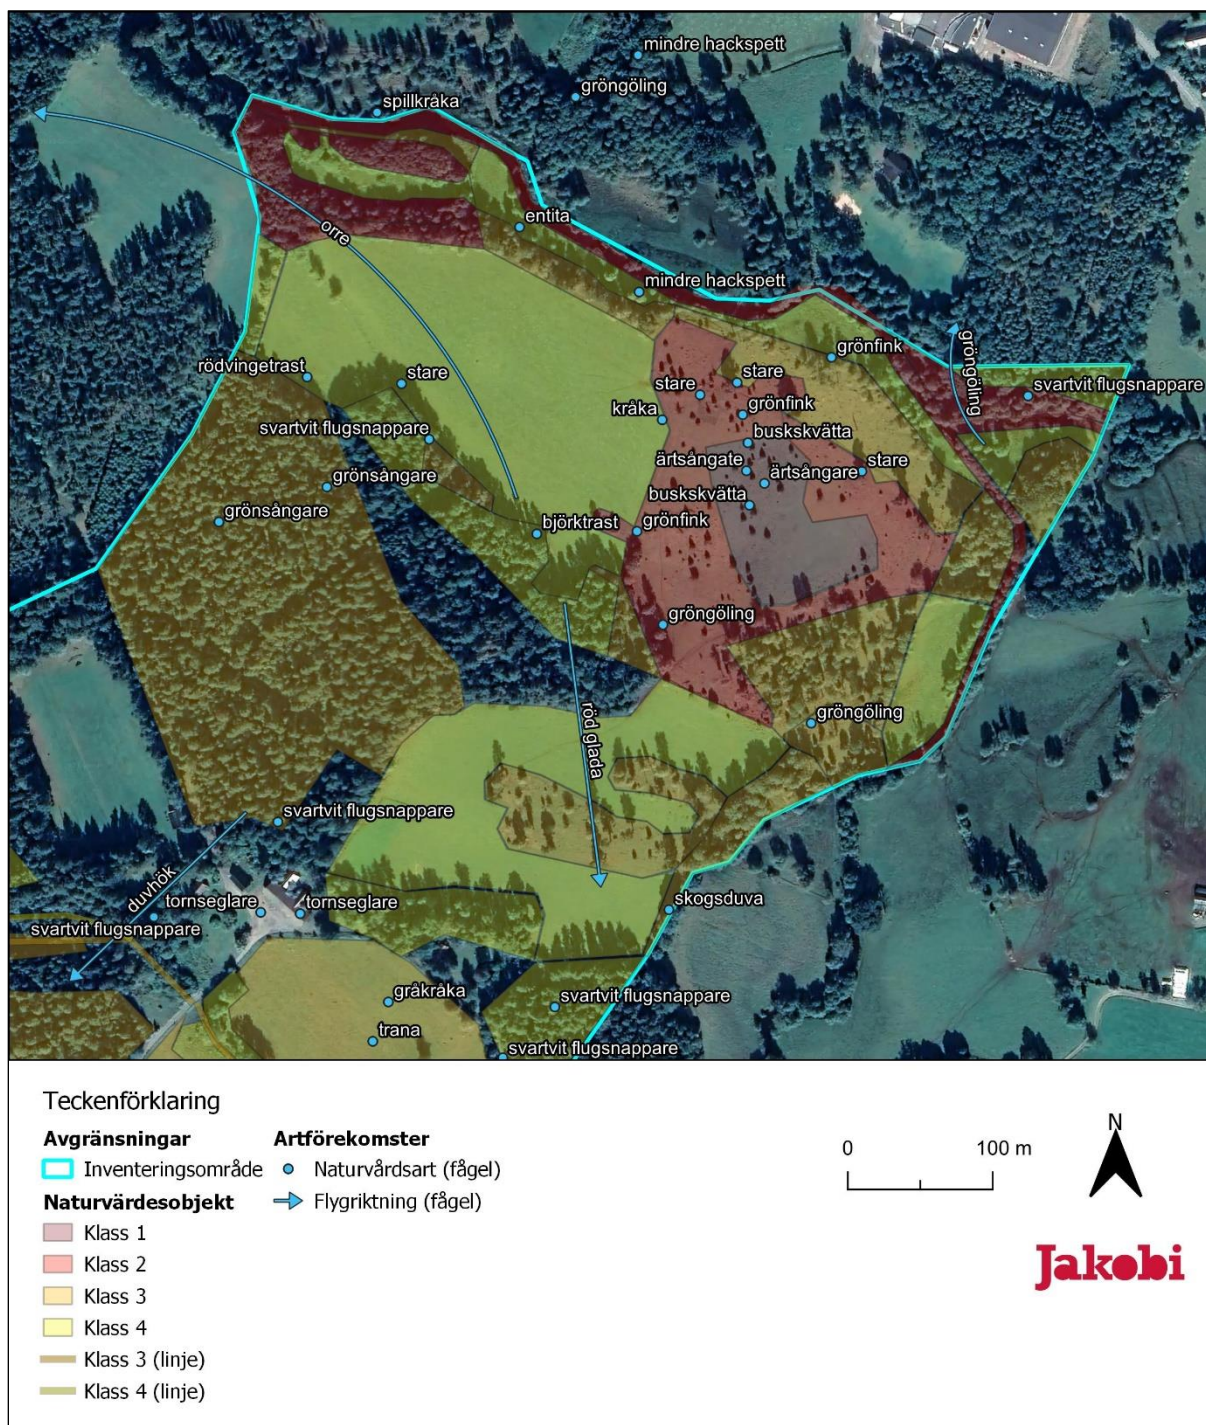 mindre hackspett
gröngöling
spillkråka
orre
entita
mindre hackspett
grönfink
gröngöling
rödvingetrast
stare
stare
stare
svartvit flugsnappare
kråka
grönfink
svartvit flugsnappare
buskskvätta
grönsångare
ärtsångate
ärtsångare
stare
grönsångare
buskskvätta
björktrast
grönfink
gröngöling
röd glada
gröngöling
svartvit flugsnappare
duvhök
tornseglare
tornseglare
skogsduva
svartvit flugsnappare
gråkråka
svartvit flugsnappare
trana
svartvit flugsnappare
Teckenförklaring
Avgränsningar
Inventeringsområde
Naturvärdesobjekt
Klass 1
Klass 2
Klass 3
Klass 4
Klass 3 (linje)
Klass 4 (linje)
Artförekomster
Naturvårdsart (fågel)
Flygriktning (fågel)
0 100 m
N
Jakobi